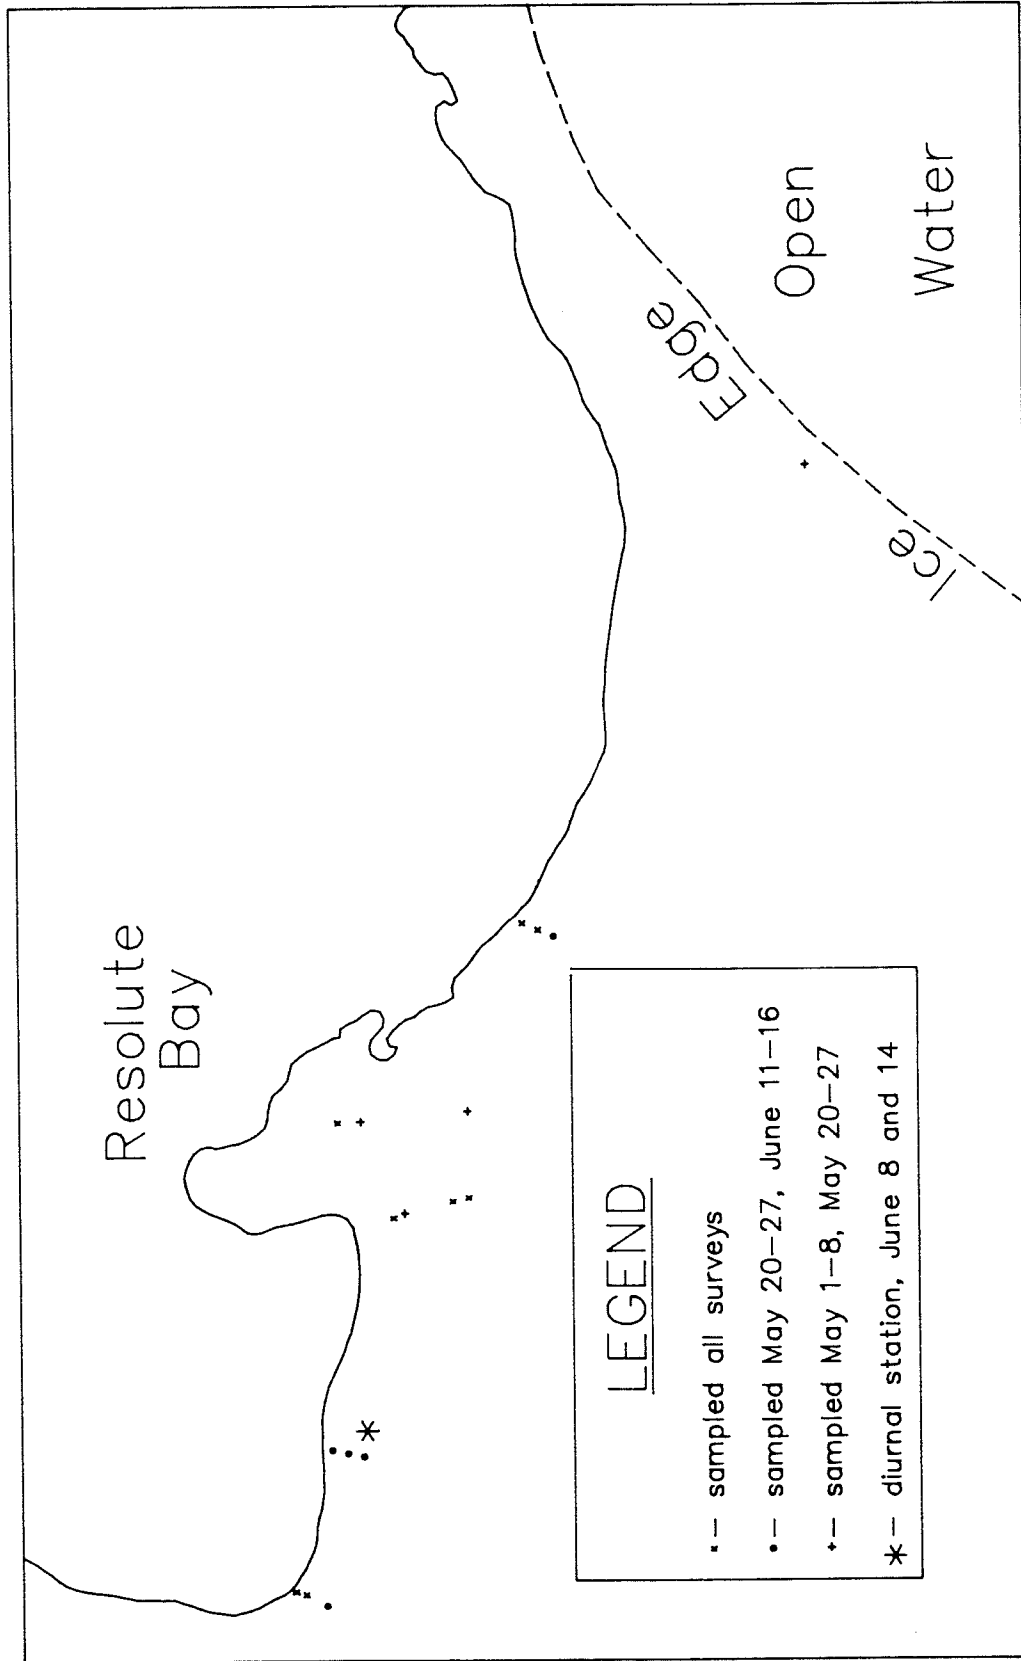 Resolute
Bay
Ice Edge
Open
Water
LEGEND
x — sampled all surveys
• — sampled May 20–27, June 11–16
+ — sampled May 1–8, May 20–27
* — diurnal station, June 8 and 14